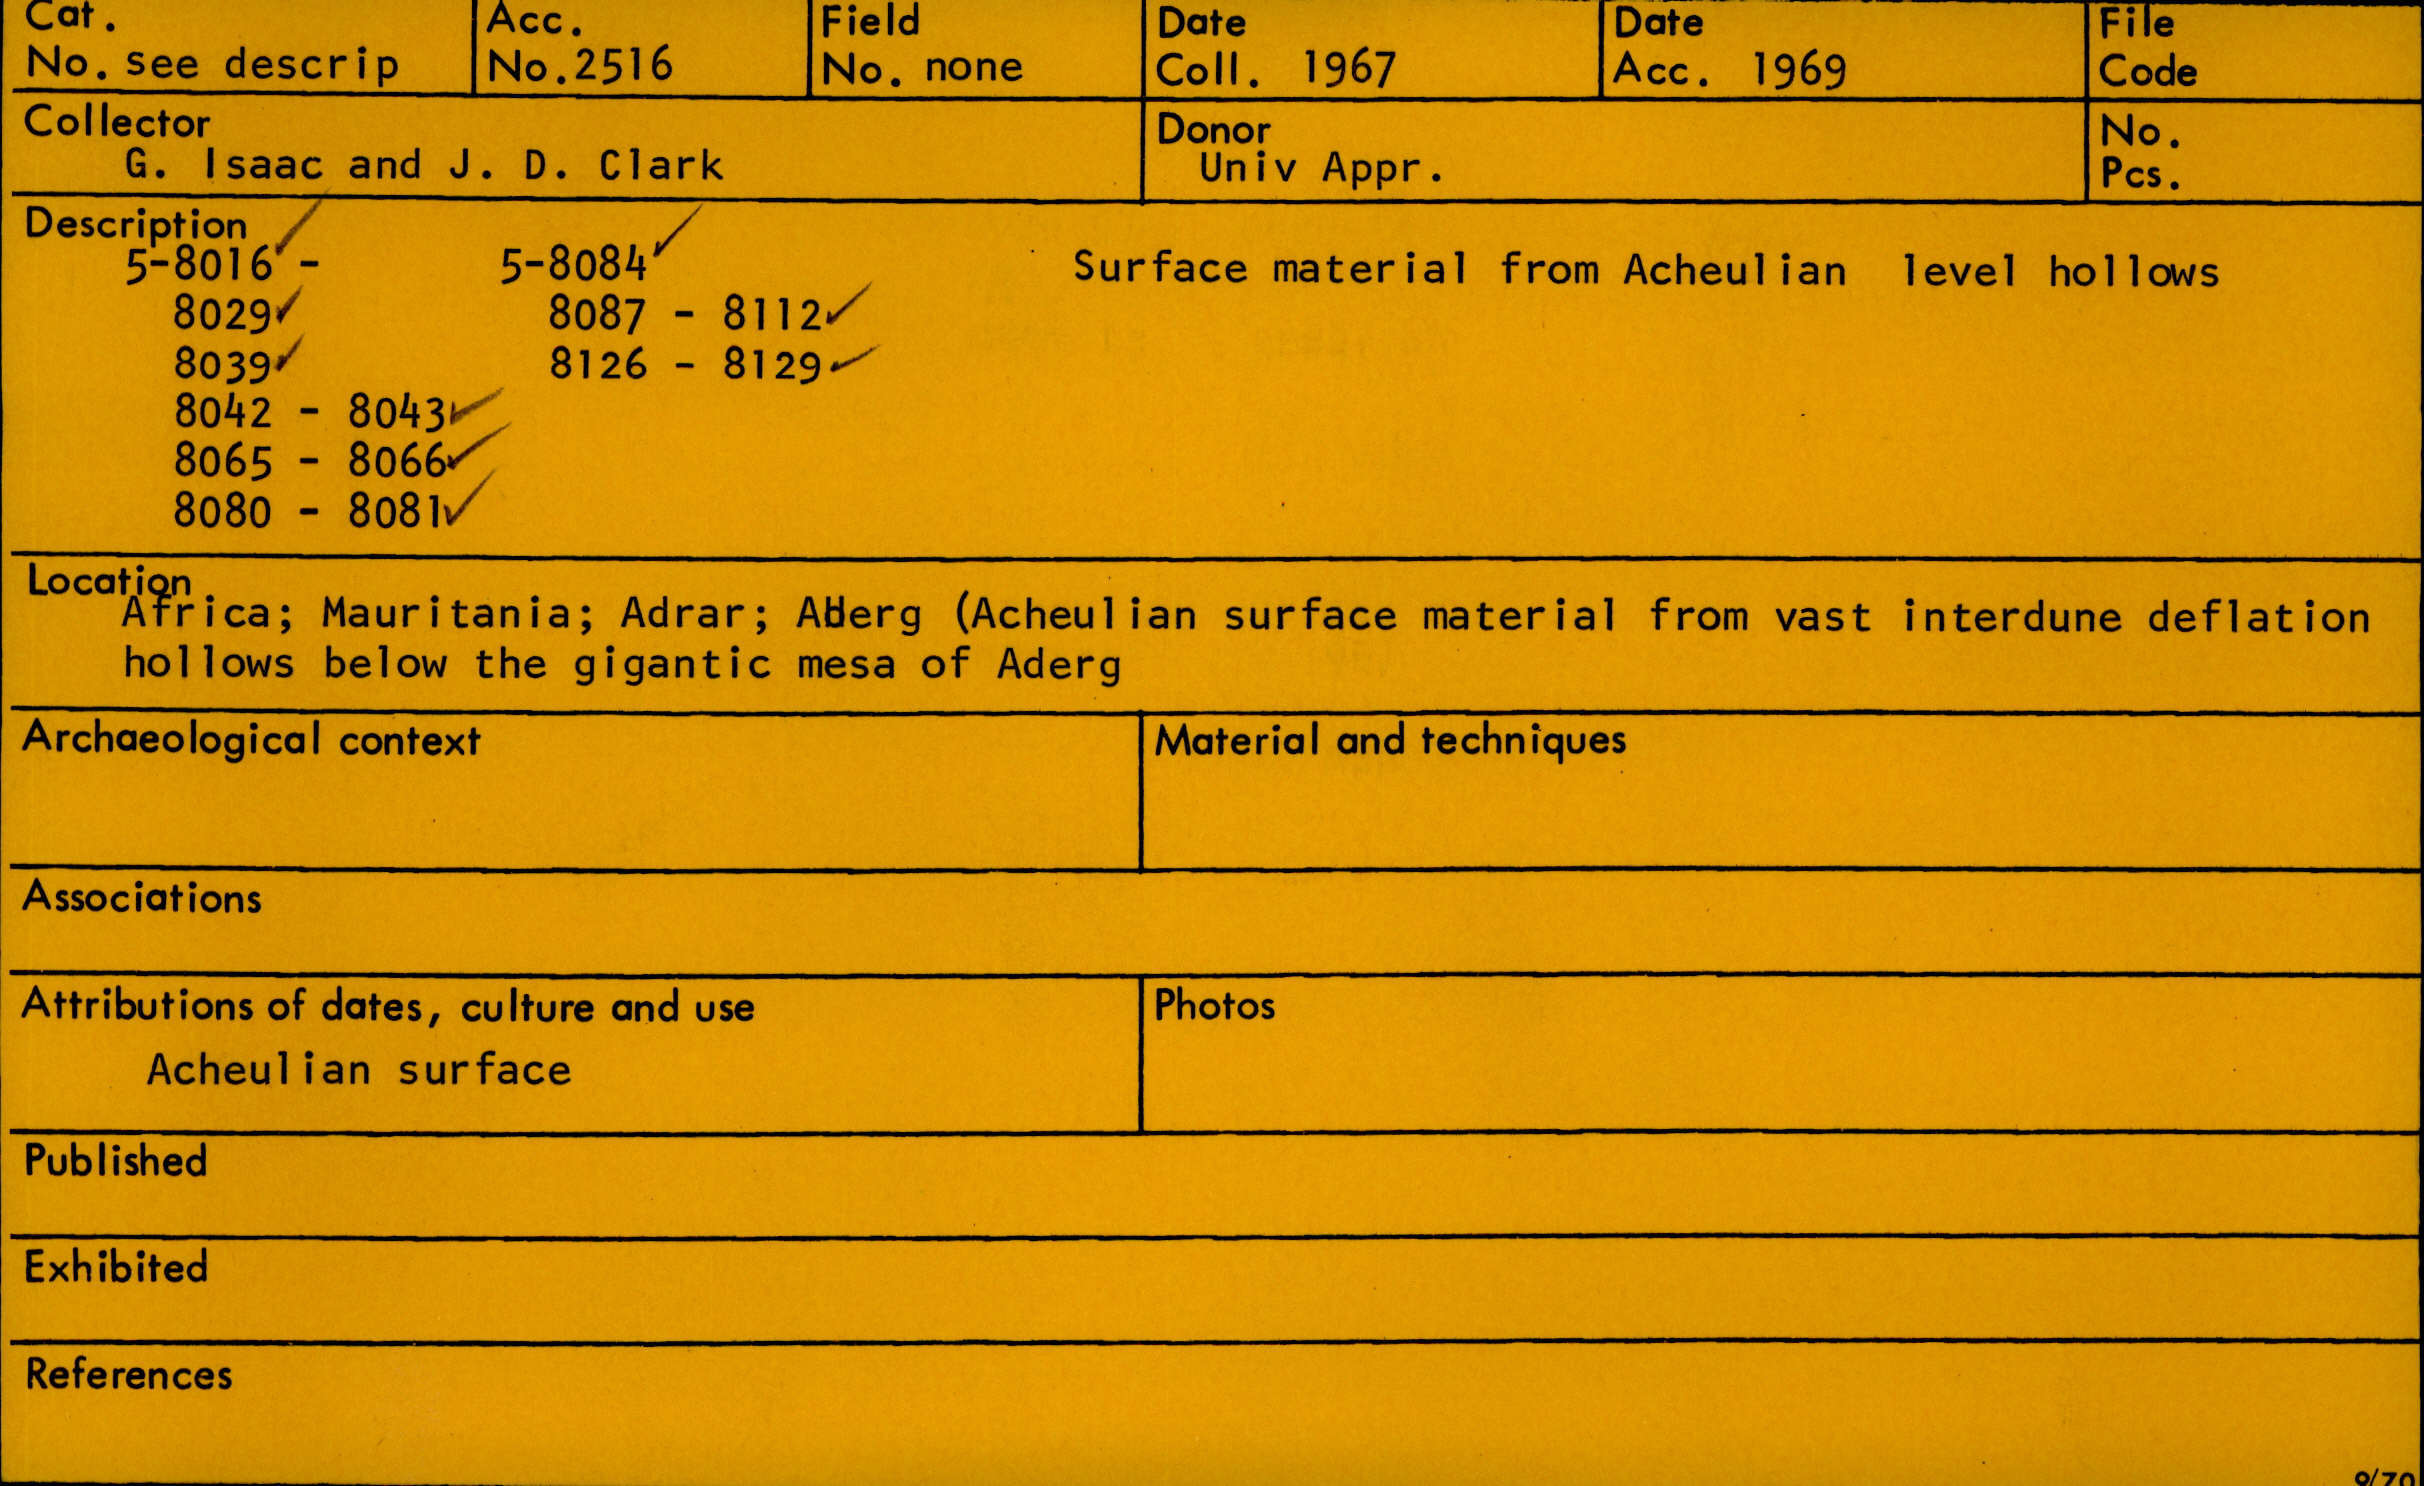 Cat. No. see descrip
Acc. No. 2516
Field No. none
Date Coll. 1967
Date Acc. 1969
File Code
Collector
G. Isaac and J. D. Clark
Donor
Univ Appr.
No. Pcs.
Description
5-8016 - 5-8084 Surface material from Acheulian level hollows
8029 8087 - 8112
8039 8126 - 8129
8042 - 8043
8065 - 8066
8080 - 8081
Location
Africa; Mauritania; Adrar; Aderg (Acheulian surface material from vast interdune deflation
hollows below the gigantic mesa of Aderg
Archaeological context
Material and techniques
Associations
Attributions of dates, culture and use
Photos
Acheulian surface
Published
Exhibited
References